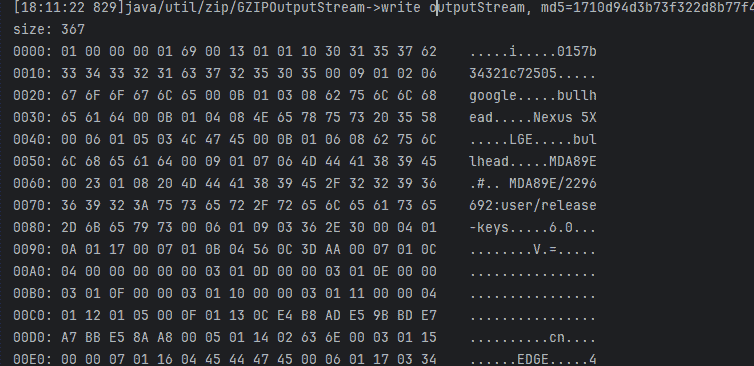 [18:11:22 829]java/util/zip/GZIPOutputStream->write outputStream, md5=1710d94d3b73f322d8b77f4
size: 367
0000: 01 00 00 00 01 69 00 13 01 01 10 30 31 35 37 62    .....i.....0157b
0010: 33 34 33 32 31 63 37 32 35 30 35 00 09 01 02 06    34321c72505.....
0020: 67 6F 6F 67 6C 65 00 0B 01 03 08 62 75 6C 6C 68    google.....bullh
0030: 65 61 64 00 0B 01 04 08 4E 65 78 75 73 20 35 58    ead.....Nexus 5X
0040: 00 06 01 05 03 4C 47 45 00 0B 01 06 08 62 75 6C    .....LGE.....bul
0050: 6C 68 65 61 64 00 09 01 07 06 4D 44 41 38 39 45    lhead.....MDA89E
0060: 00 23 01 08 20 4D 44 41 38 39 45 2F 32 32 39 36    .#.. MDA89E/2296
0070: 36 39 32 3A 75 73 65 72 2F 72 65 6C 65 61 73 65    692:user/release
0080: 2D 6B 65 79 73 00 06 01 09 03 36 2E 30 00 04 01    -keys.....6.0...
0090: 0A 01 17 00 07 01 0B 04 56 0C 3D AA 00 07 01 0C    ........V.=.....
00A0: 04 00 00 00 00 00 03 01 0D 00 00 03 01 0E 00 00    ................
00B0: 03 01 0F 00 00 03 01 10 00 00 03 01 11 00 00 04    ................
00C0: 01 12 01 05 00 0F 01 13 0C E4 B8 AD E5 9B BD E7    ................
00D0: A7 BB E5 8A A8 00 05 01 14 02 63 6E 00 03 01 15    ..........cn....
00E0: 00 00 07 01 16 04 45 44 47 45 00 06 01 17 03 34    ......EDGE.....4